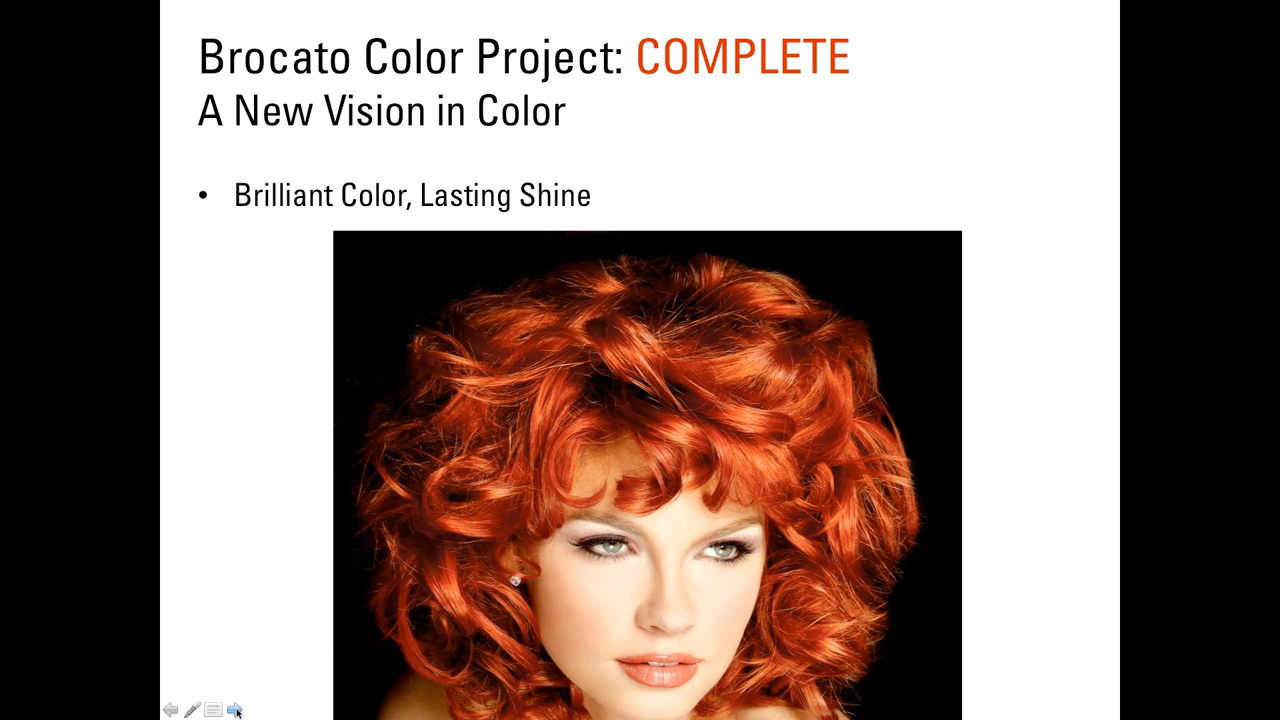 Brocato Color Project: COMPLETE
A New Vision in Color
• Brilliant Color, Lasting Shine